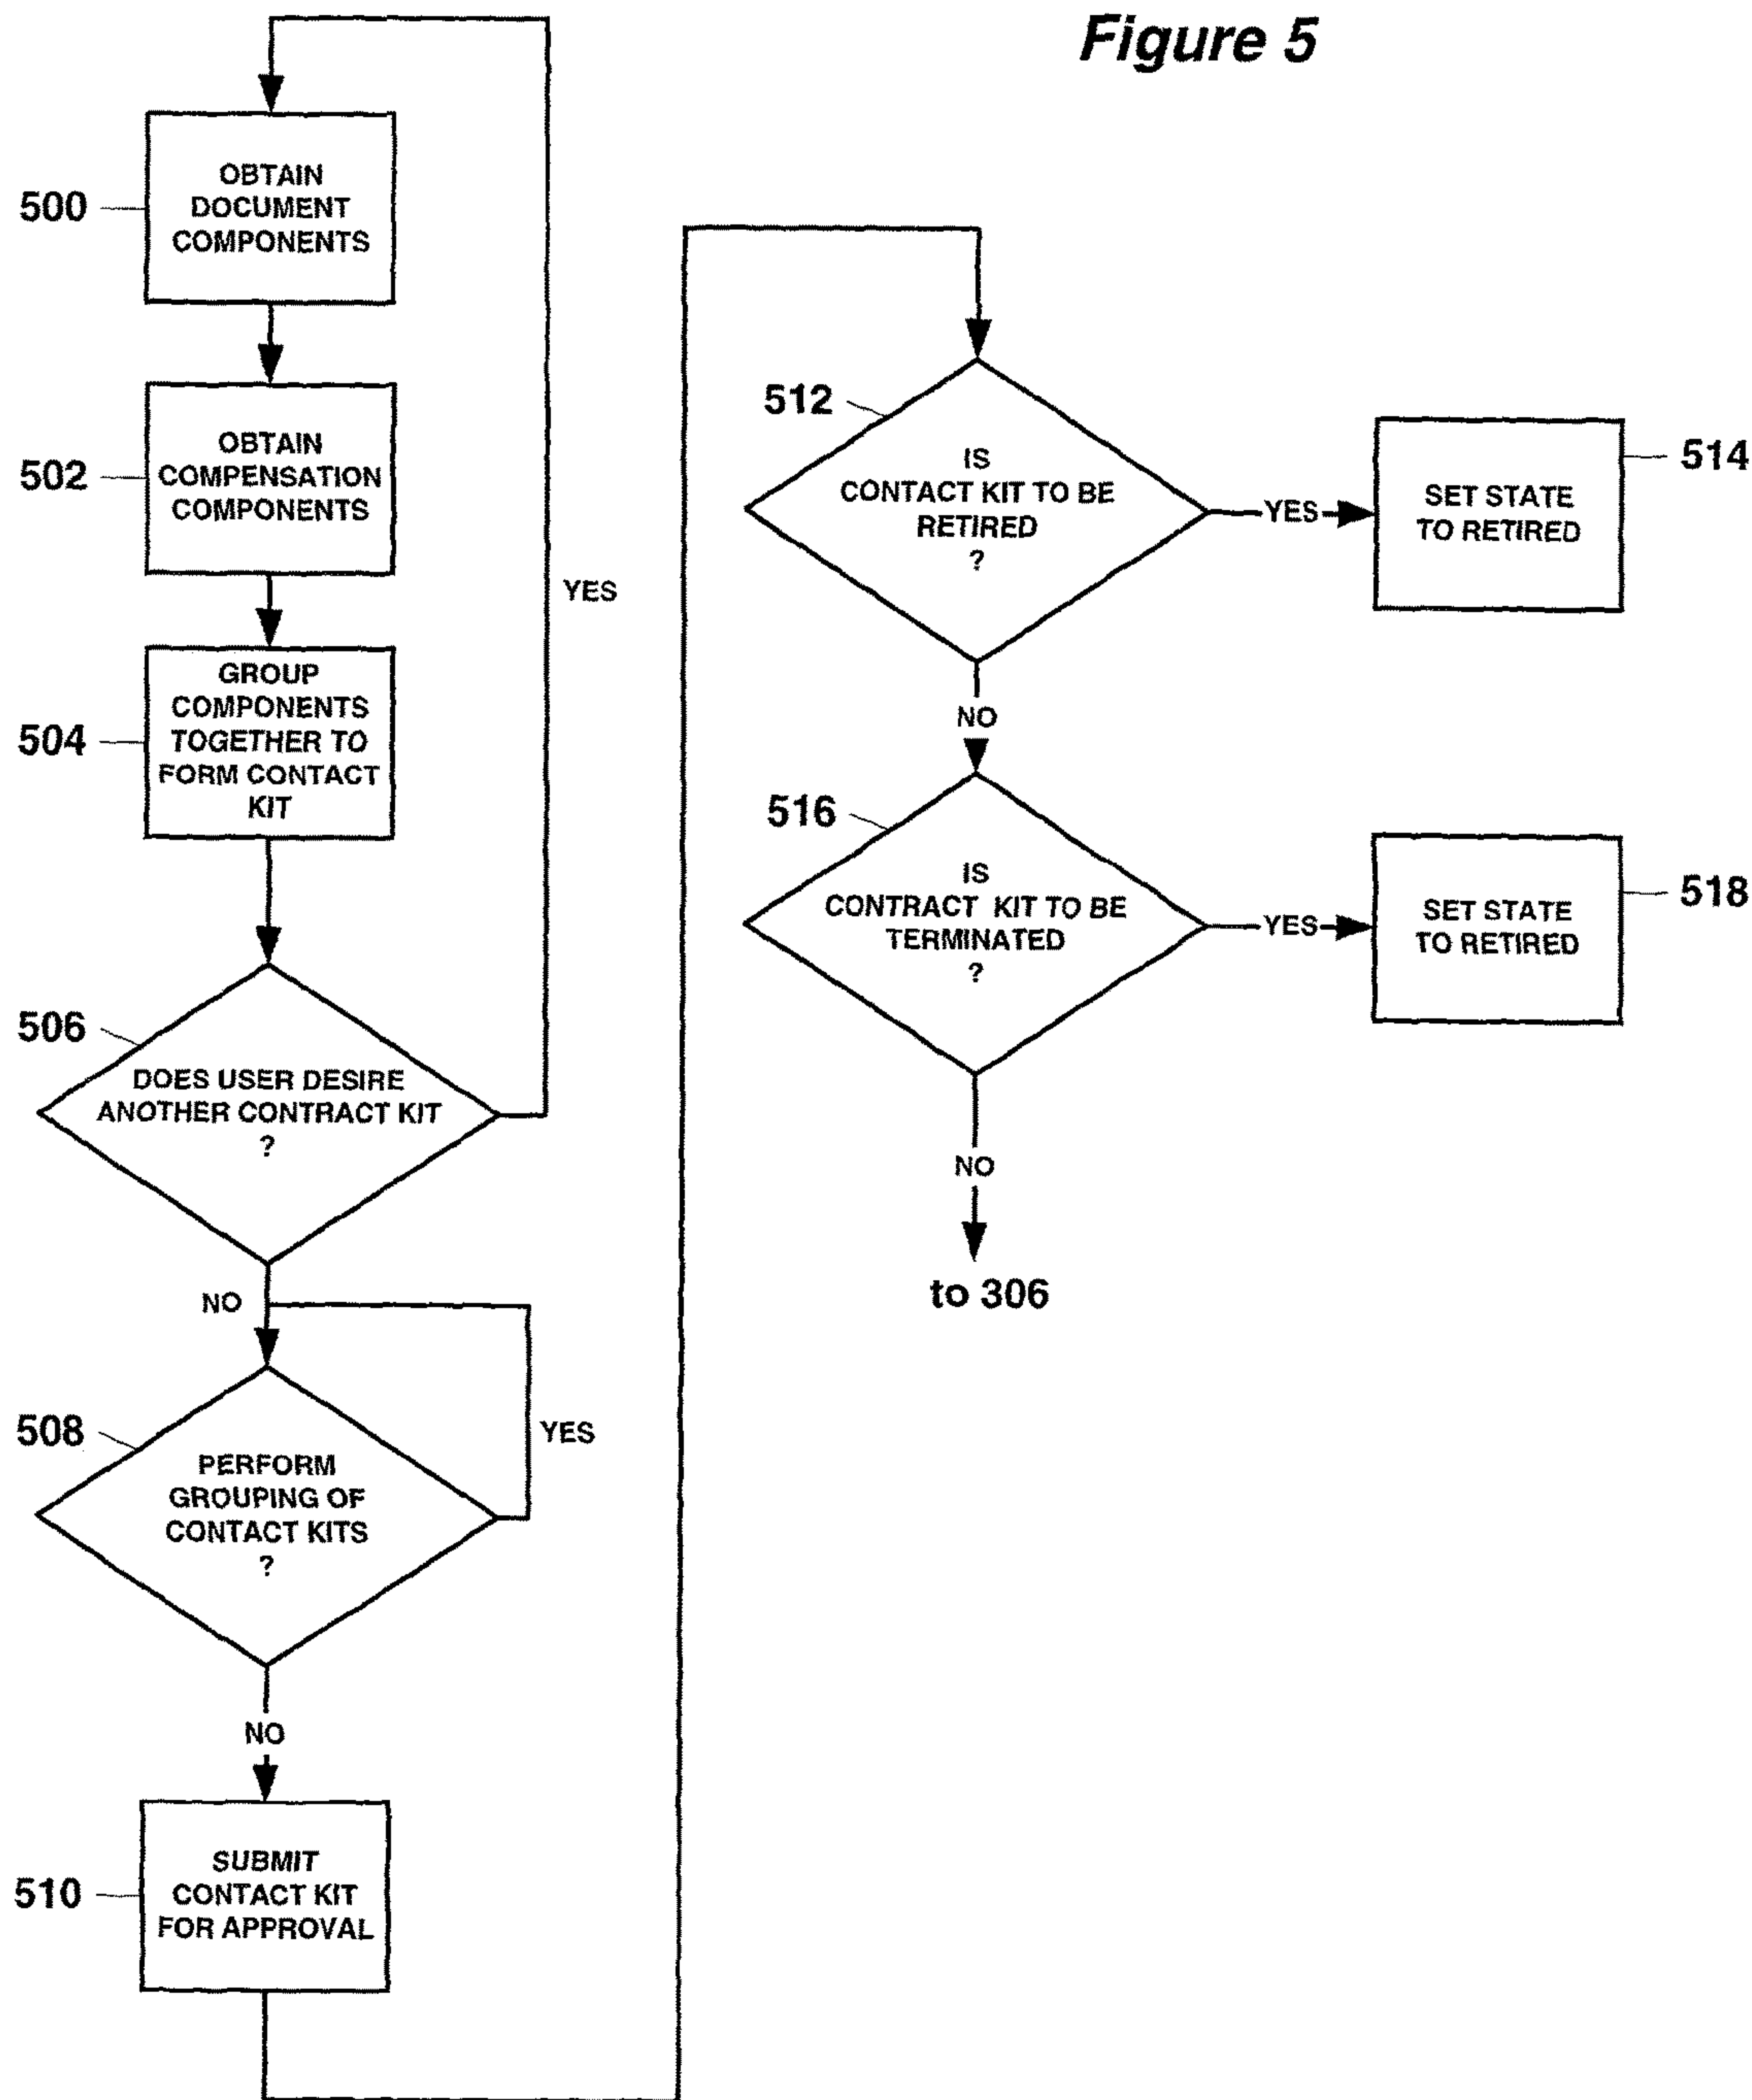 Figure 5
500
OBTAIN
DOCUMENT
COMPONENTS
502
OBTAIN
COMPENSATION
COMPONENTS
504
GROUP
COMPONENTS
TOGETHER TO
FORM CONTACT
KIT
YES
506
DOES USER DESIRE
ANOTHER CONTRACT KIT
?
NO
508
PERFORM
GROUPING OF
CONTACT KITS
?
YES
NO
510
SUBMIT
CONTACT KIT
FOR APPROVAL
512
IS
CONTACT KIT TO BE
RETIRED
?
YES
514
SET STATE
TO RETIRED
NO
516
IS
CONTRACT KIT TO BE
TERMINATED
?
YES
518
SET STATE
TO RETIRED
NO
to 306